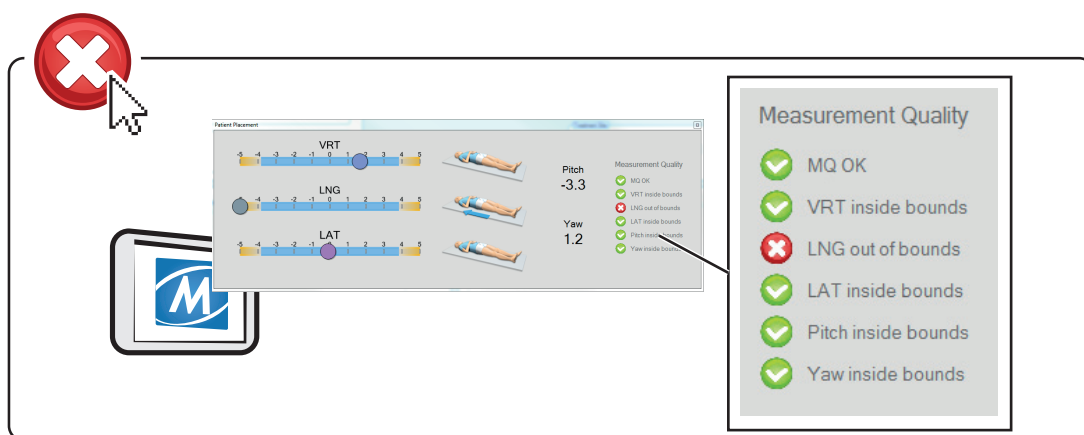 Patient Placement
VRT
-5 -4 -3 -2 -1 0 1 2 3 4 5
LNG
-4 -3 -2 -1 0 1 2 3 4 5
LAT
-5 -4 -3 -2 -1 1 2 3 4 5
Pitch
-3.3
Yaw
1.2
Measurement Quality
MQ OK
VRT inside bounds
LNG out of bounds
LAT inside bounds
Pitch inside bounds
Yaw inside bounds
M
Measurement Quality
MQ OK
VRT inside bounds
LNG out of bounds
LAT inside bounds
Pitch inside bounds
Yaw inside bounds